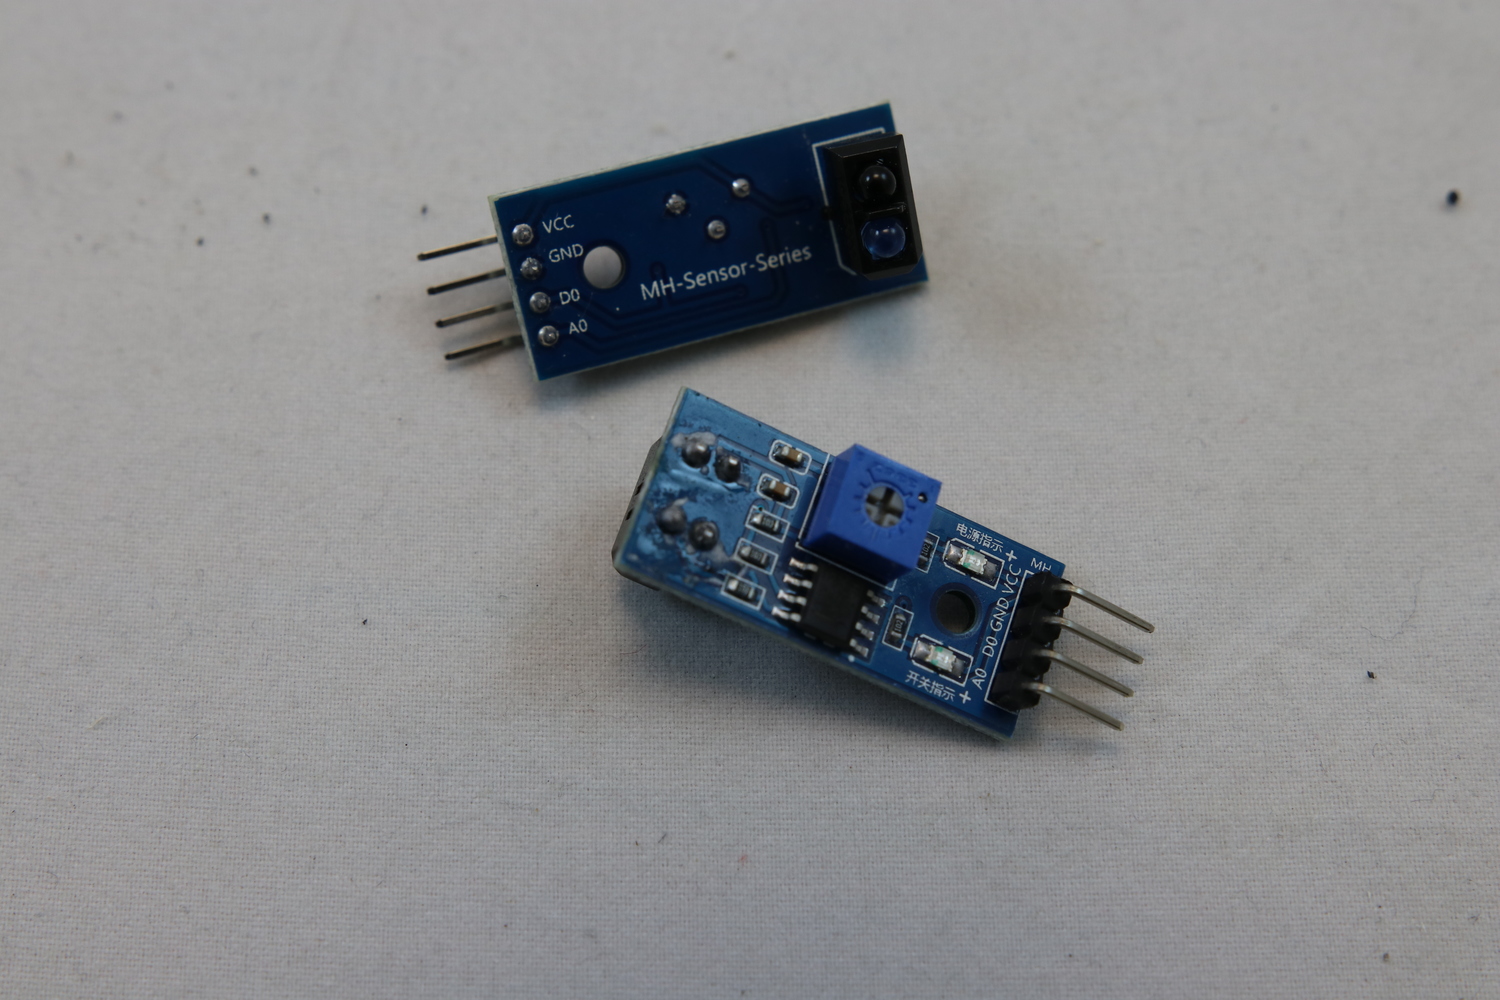 VCC
GND
D0
A0
MH-Sensor-Series
电源指示
+
MH
VCC
GND
D0
A0
开关指示
+